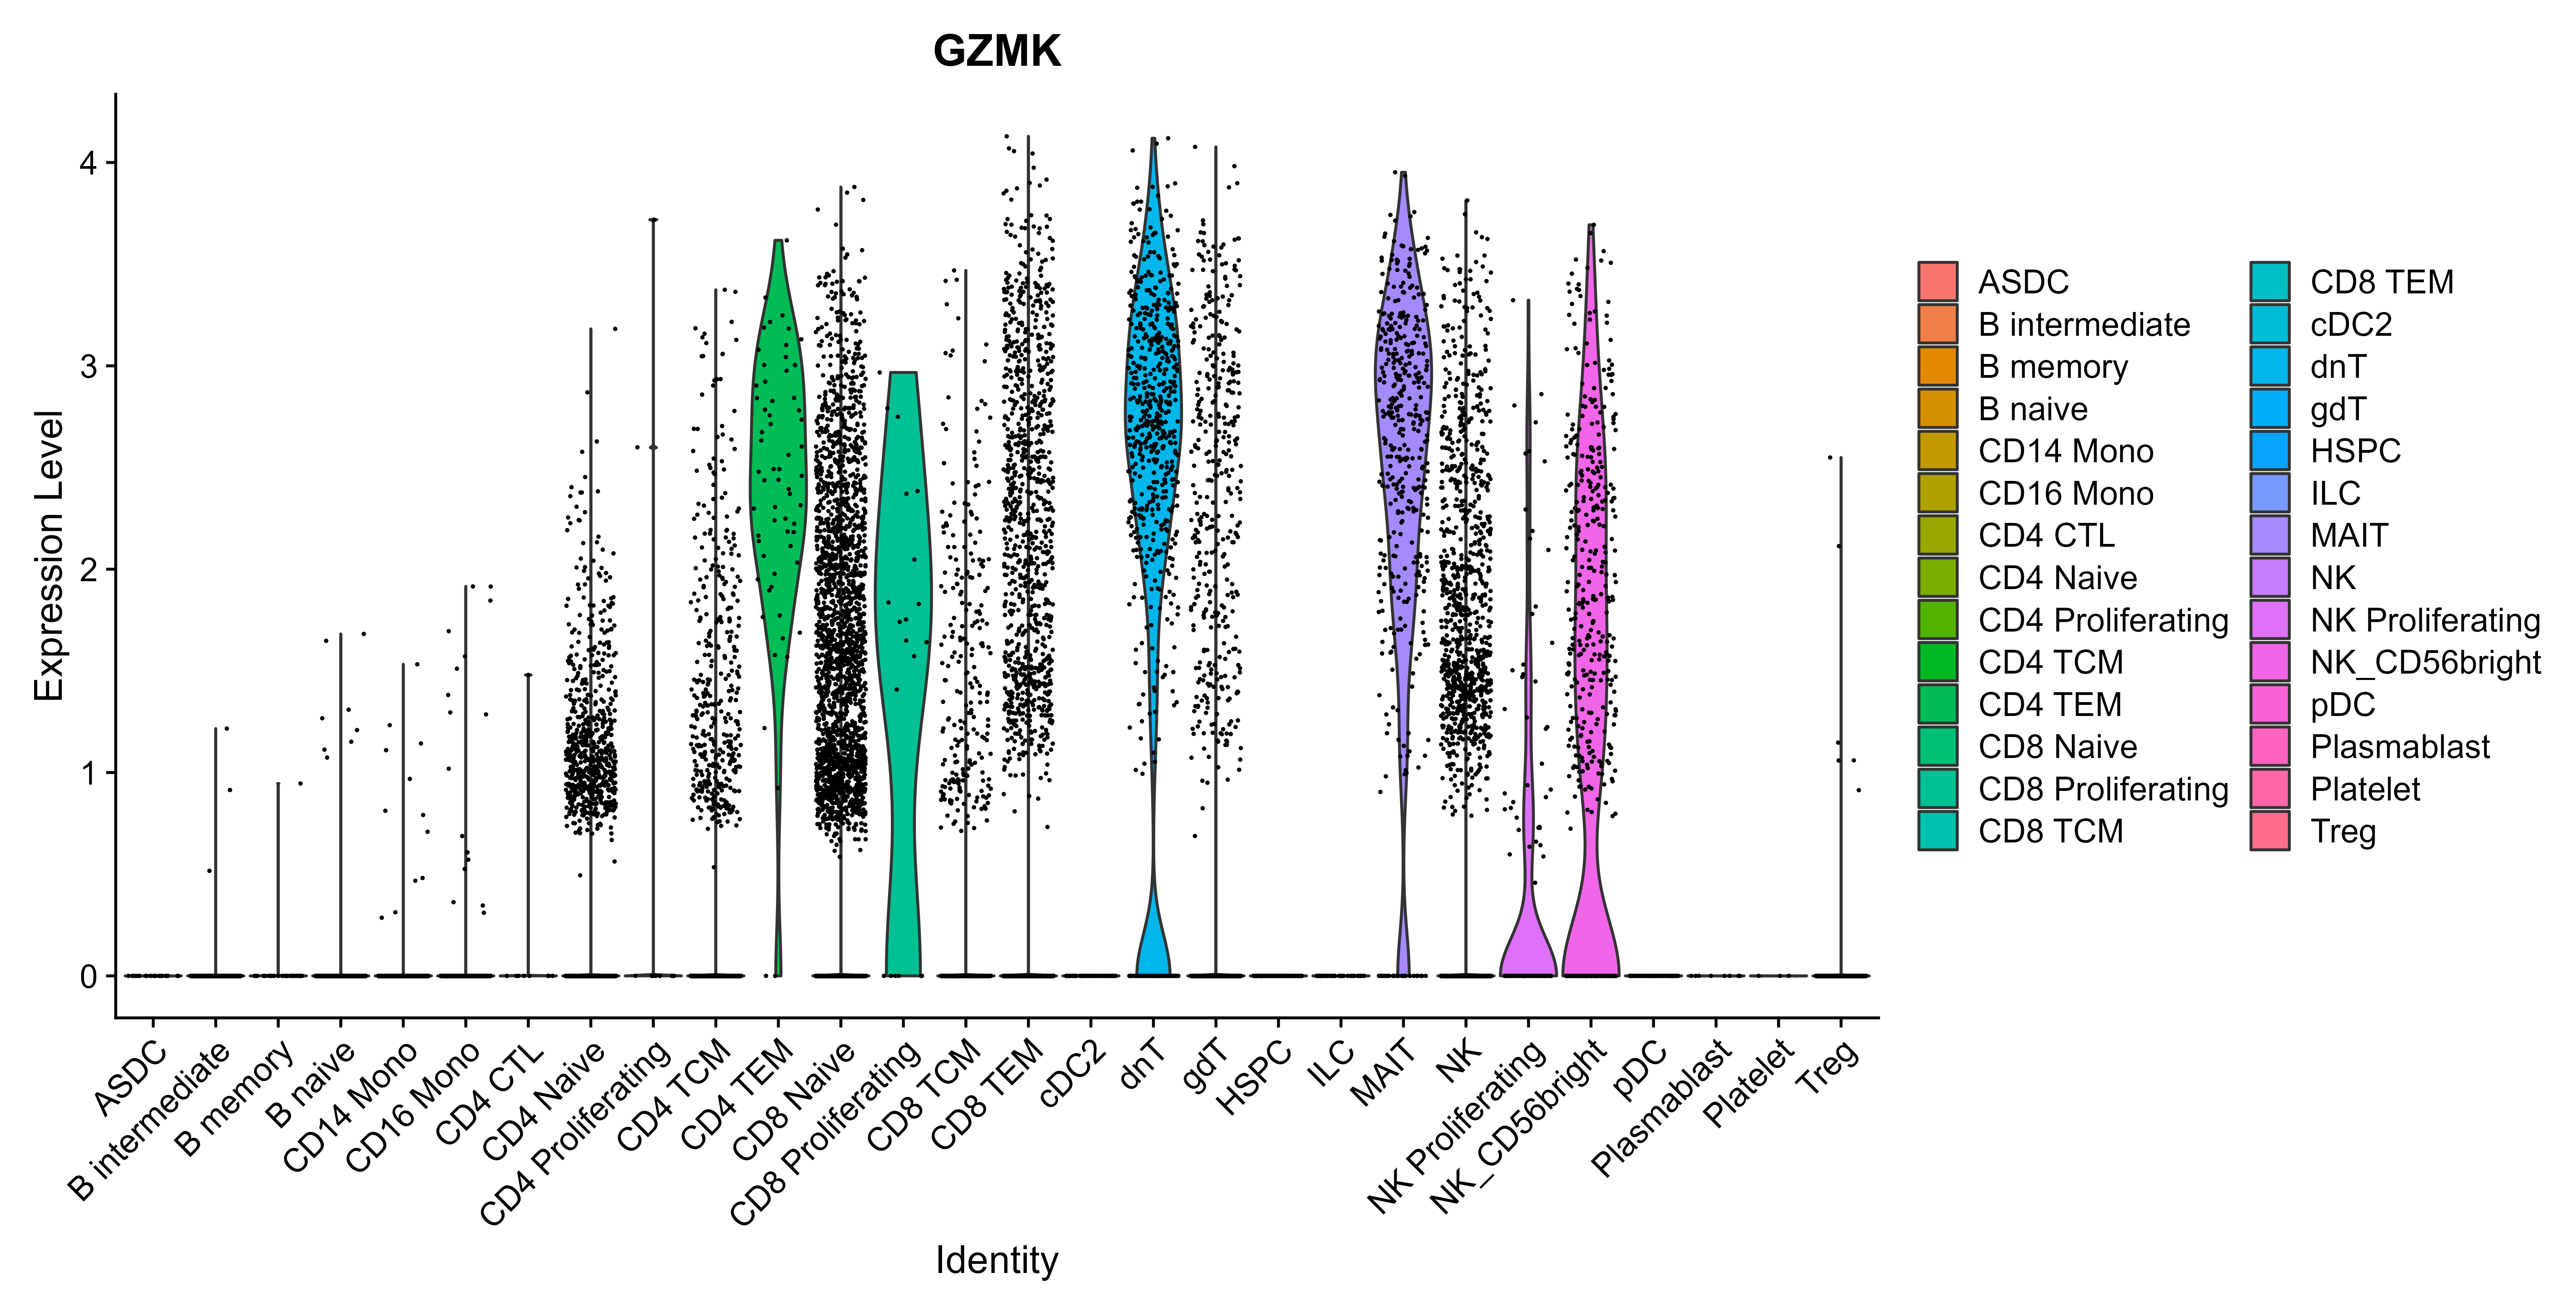 GZMK
Expression Level
4
3
2
1
0
ASDC
B intermediate
B memory
B naive
CD14 Mono
CD16 Mono
CD4 CTL
CD4 Naive
CD4 Proliferating
CD4 TCM
CD4 TEM
CD8 Naive
CD8 Proliferating
CD8 TCM
CD8 TEM
cDC2
dnT
gdT
HSPC
ILC
MAIT
NK
NK Proliferating
NK_CD56bright
pDC
Plasmablast
Platelet
Treg
Identity
ASDC
B intermediate
B memory
B naive
CD14 Mono
CD16 Mono
CD4 CTL
CD4 Naive
CD4 Proliferating
CD4 TCM
CD4 TEM
CD8 Naive
CD8 Proliferating
CD8 TCM
CD8 TEM
cDC2
dnT
gdT
HSPC
ILC
MAIT
NK
NK Proliferating
NK_CD56bright
pDC
Plasmablast
Platelet
Treg